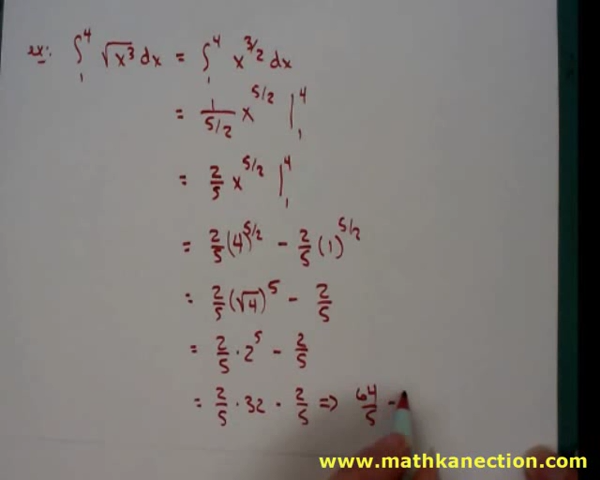 ex: ∫₁⁴ √x³ dx = ∫₁⁴ x^(3/2) dx
= 1/(5/2) x^(5/2) |₁⁴
= 2/5 x^(5/2) |₁⁴
= 2/5 (4)^(5/2) - 2/5 (1)^(5/2)
= 2/5 (√4)^5 - 2/5
= 2/5 · 2^5 - 2/5
= 2/5 · 32 - 2/5 ⇒ 64/5 -
www.mathkanection.com